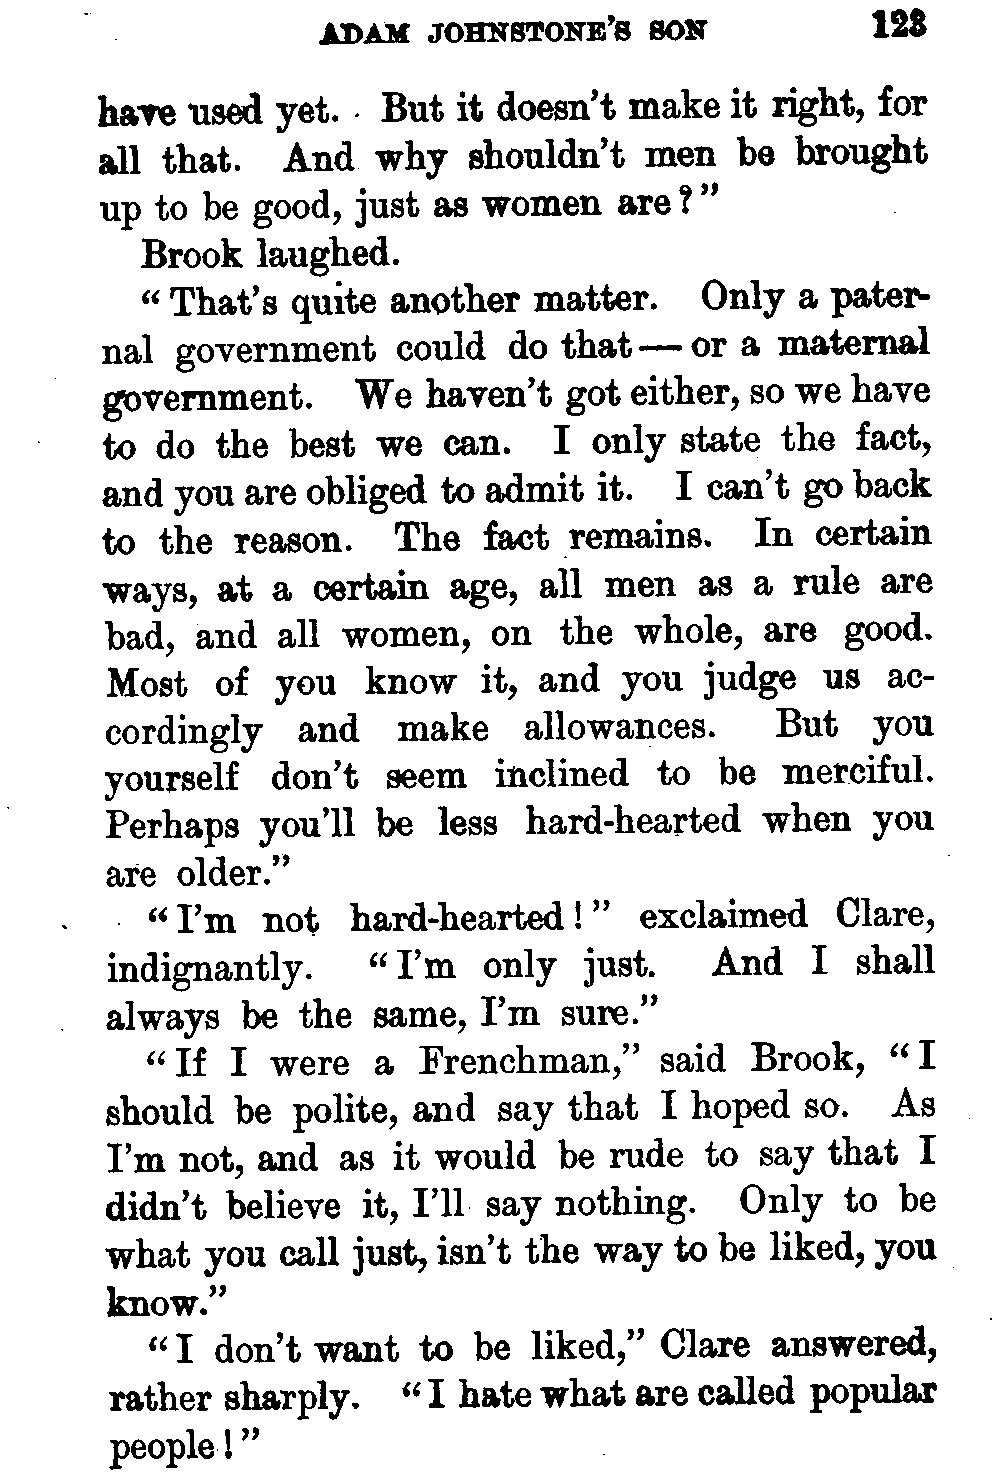 ADAM JOHNSTONE'S SON 123
have used yet. But it doesn't make it right, for
all that. And why shouldn't men be brought
up to be good, just as women are?"
Brook laughed.
"That's quite another matter. Only a pater-
nal government could do that — or a maternal
government. We haven't got either, so we have
to do the best we can. I only state the fact,
and you are obliged to admit it. I can't go back
to the reason. The fact remains. In certain
ways, at a certain age, all men as a rule are
bad, and all women, on the whole, are good.
Most of you know it, and you judge us ac-
cordingly and make allowances. But you
yourself don't seem inclined to be merciful.
Perhaps you'll be less hard-hearted when you
are older."
"I'm not hard-hearted!" exclaimed Clare,
indignantly. "I'm only just. And I shall
always be the same, I'm sure."
"If I were a Frenchman," said Brook, "I
should be polite, and say that I hoped so. As
I'm not, and as it would be rude to say that I
didn't believe it, I'll say nothing. Only to be
what you call just, isn't the way to be liked, you
know."
"I don't want to be liked," Clare answered,
rather sharply. "I hate what are called popular
people!"